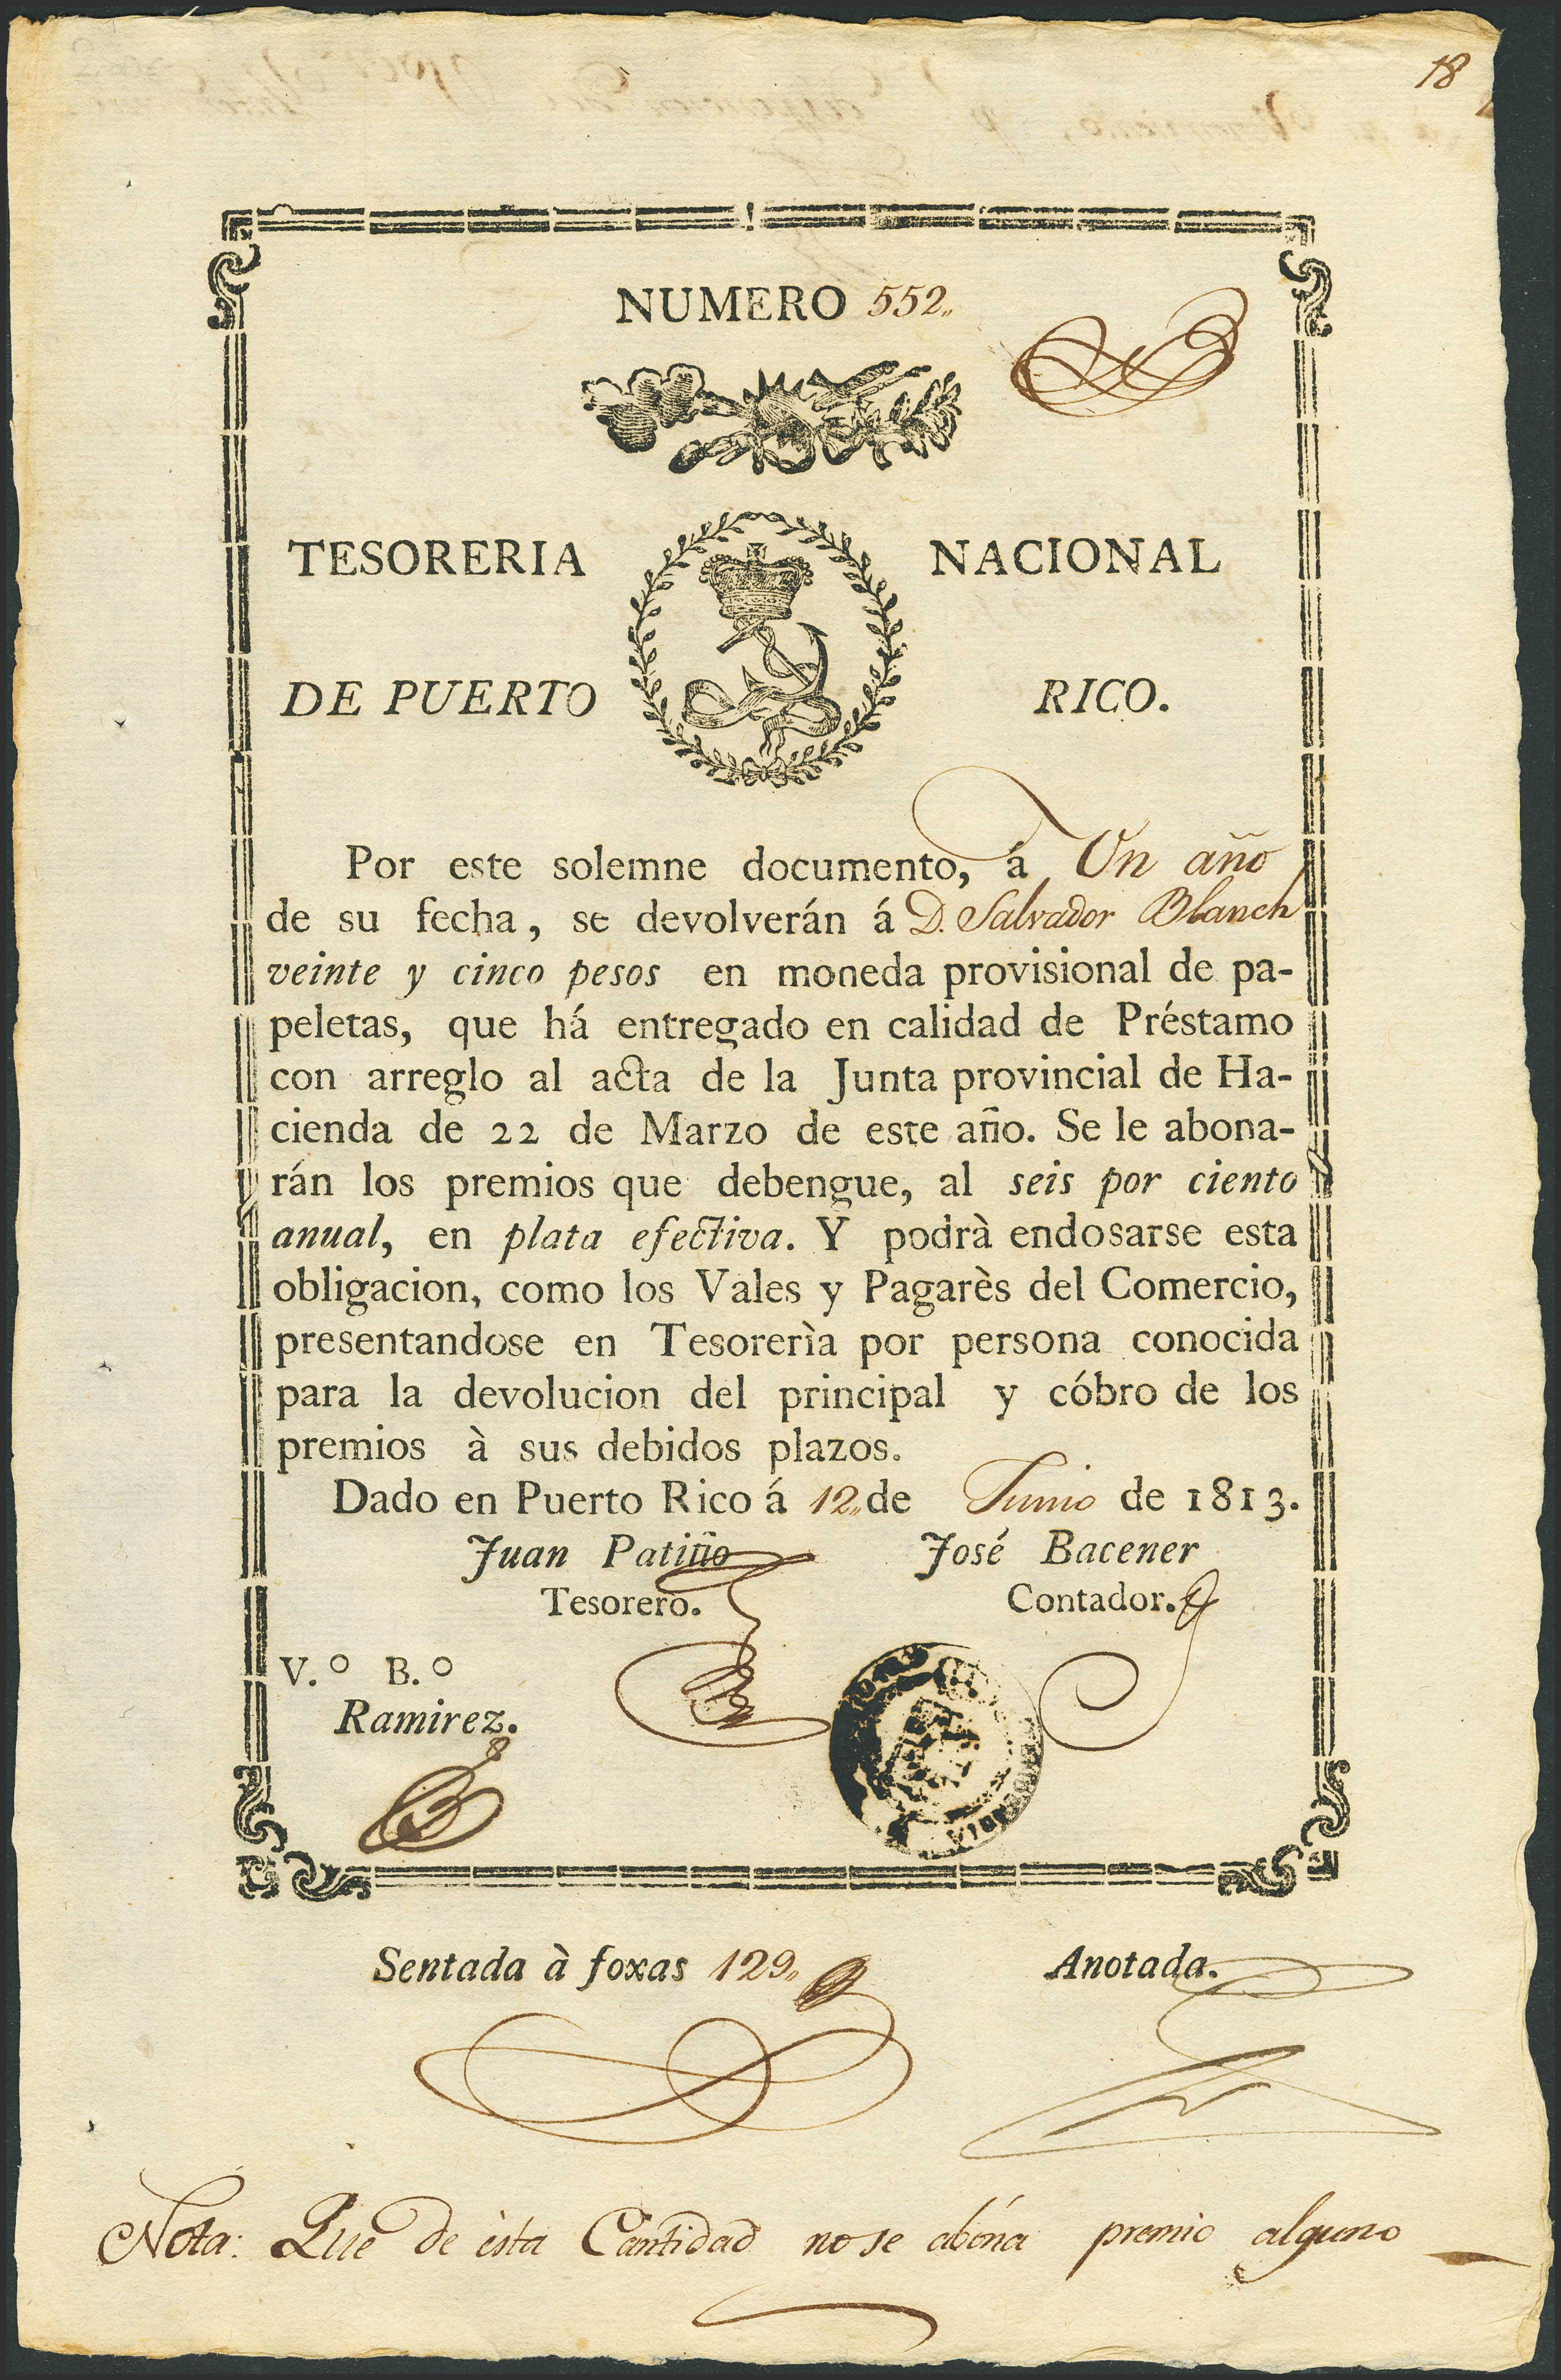 18
NUMERO 552,,
TESORERIA NACIONAL
DE PUERTO RICO.
Por este solemne documento, á Un año
de su fecha, se devolverán á D. Salvador Blanch
veinte y cinco pesos en moneda provisional de pa-
peletas, que há entregado en calidad de Préstamo
con arreglo al acta de la Junta provincial de Ha-
cienda de 22 de Marzo de este año. Se le abona-
rán los premios que debengue, al seis por ciento
anual, en plata efectiva. Y podrà endosarse esta
obligacion, como los Vales y Pagarès del Comercio,
presentandose en Tesorerìa por persona conocida
para la devolucion del principal y cóbro de los
premios à sus debidos plazos.
Dado en Puerto Rico á 12,, de Junio de 1813.
Juan Patiño José Bacener
Tesorero. Contador.
V.º B.º
Ramirez.
Sentada à foxas 129,, Anotada.
Nota: Que de ésta Cantidad no se abóna premio alguno